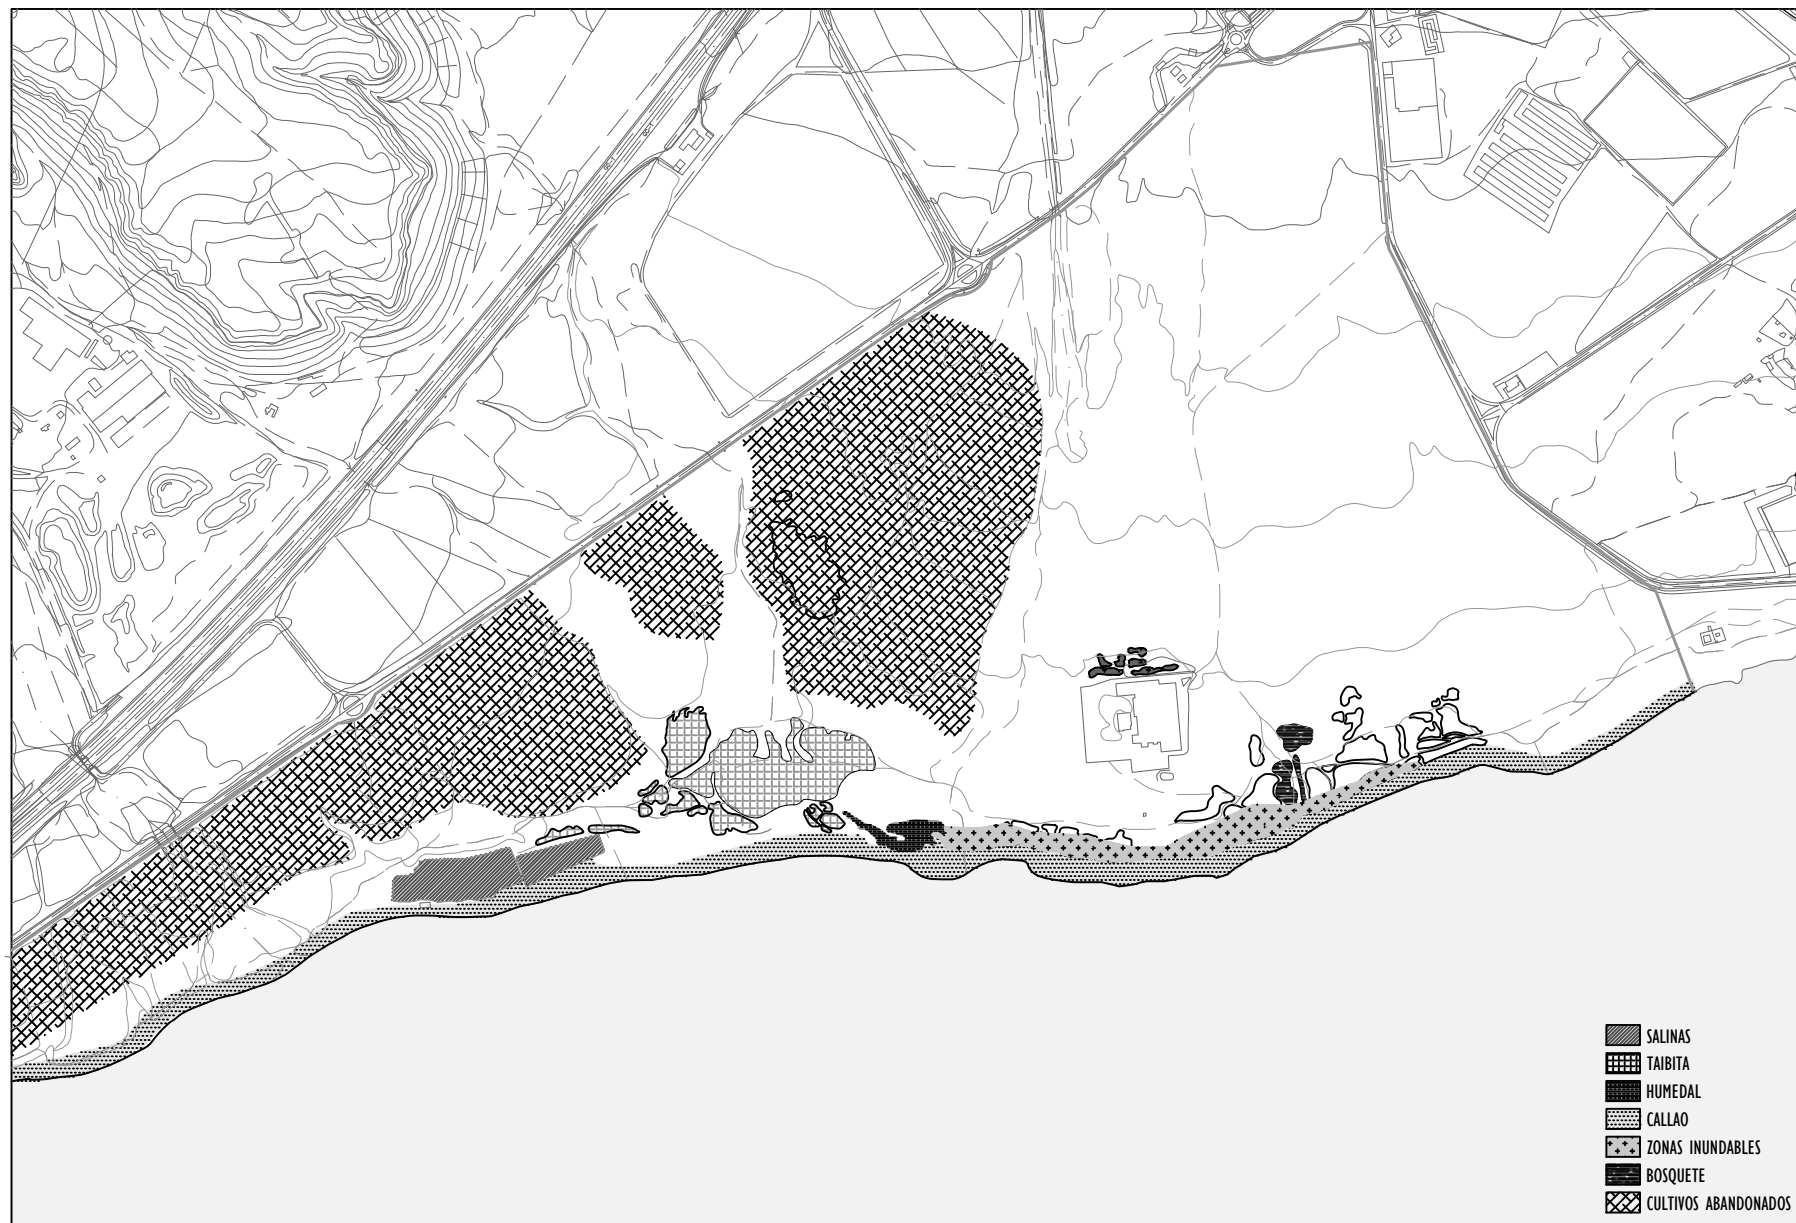 SALINAS
TAIBITA
HUMEDAL
CALLAO
ZONAS INUNDABLES
BOSQUETE
CULTIVOS ABANDONADOS